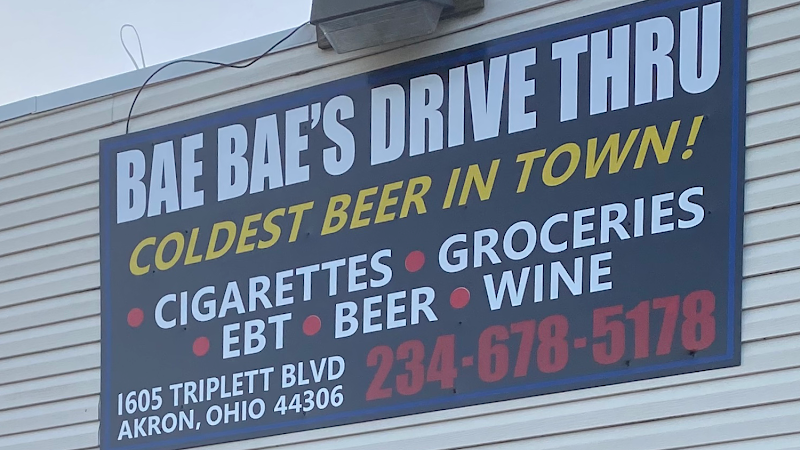 BAE BAE'S DRIVE THRU
COLDEST BEER IN TOWN!
• CIGARETTES • GROCERIES
• EBT • BEER • WINE
1605 TRIPLETT BLVD
AKRON, OHIO 44306
234-678-5178